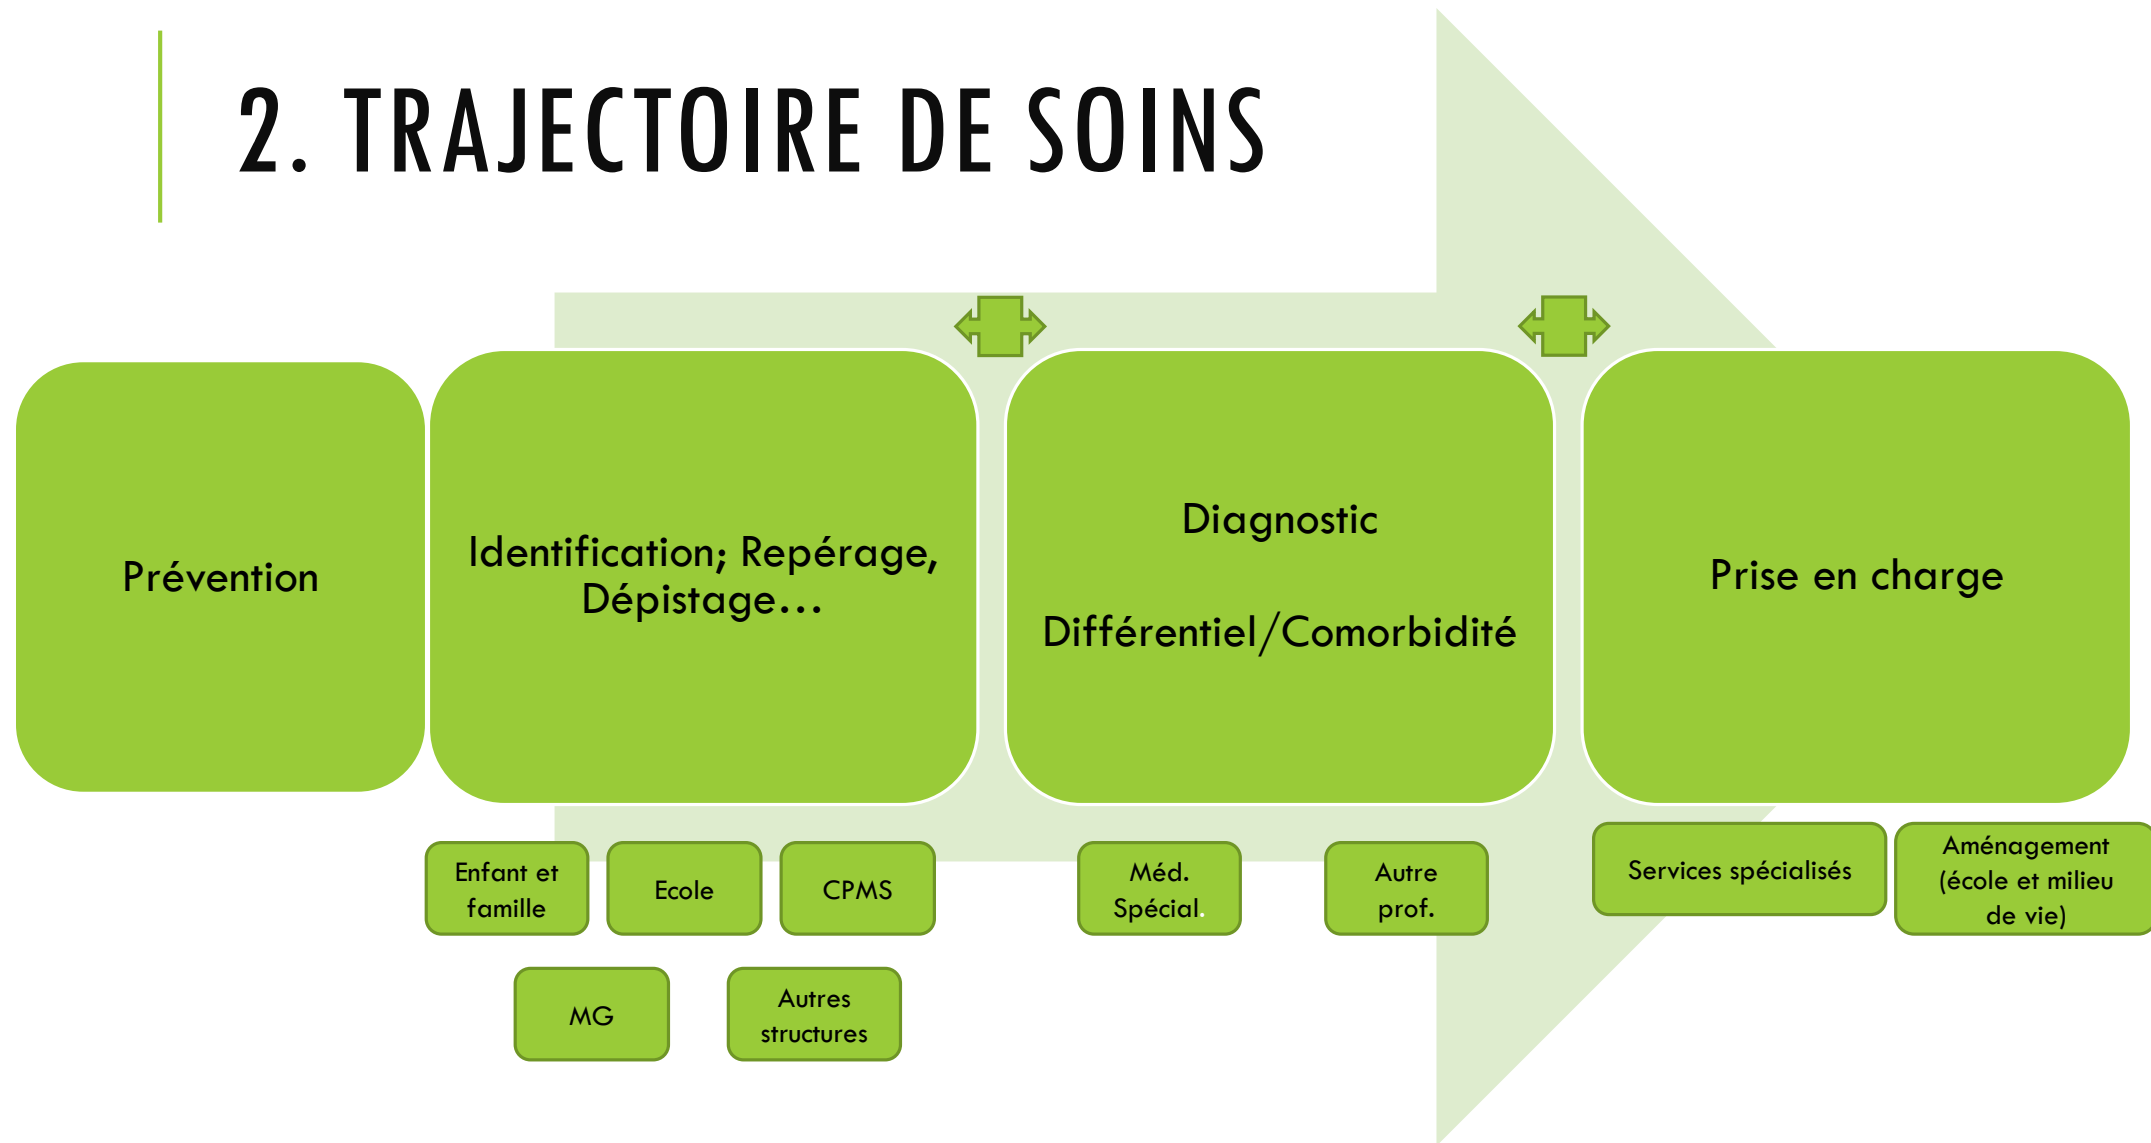 2. TRAJECTOIRE DE SOINS
Prévention
Identification; Repérage,
Dépistage…
Diagnostic
Différentiel/Comorbidité
Prise en charge
Enfant et
famille
Ecole
CPMS
MG
Autres
structures
Méd.
Spécial.
Autre
prof.
Services spécialisés
Aménagement
(école et milieu
de vie)